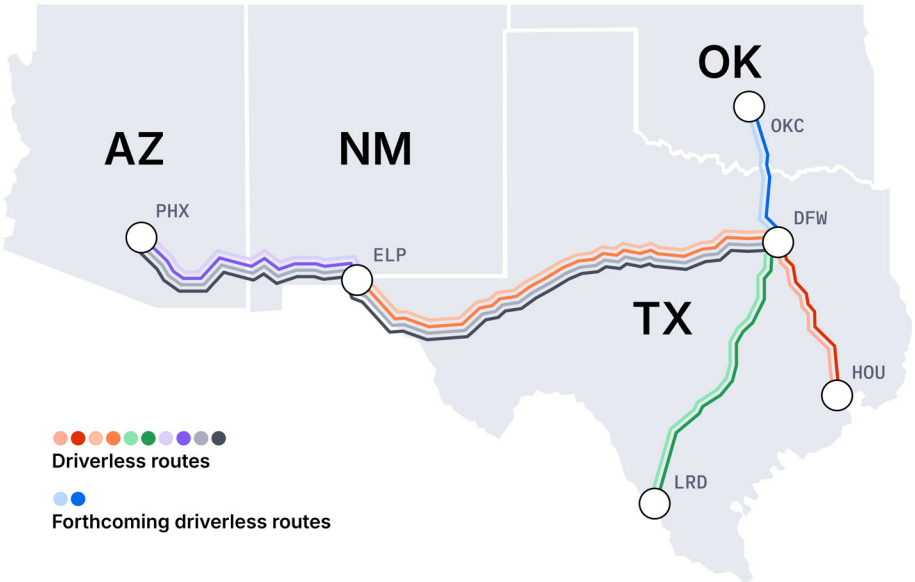 OK
OKC
AZ
NM
PHX
DFW
ELP
TX
HOU
Driverless routes
LRD
Forthcoming driverless routes